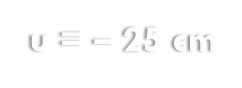 u = – 25 cm